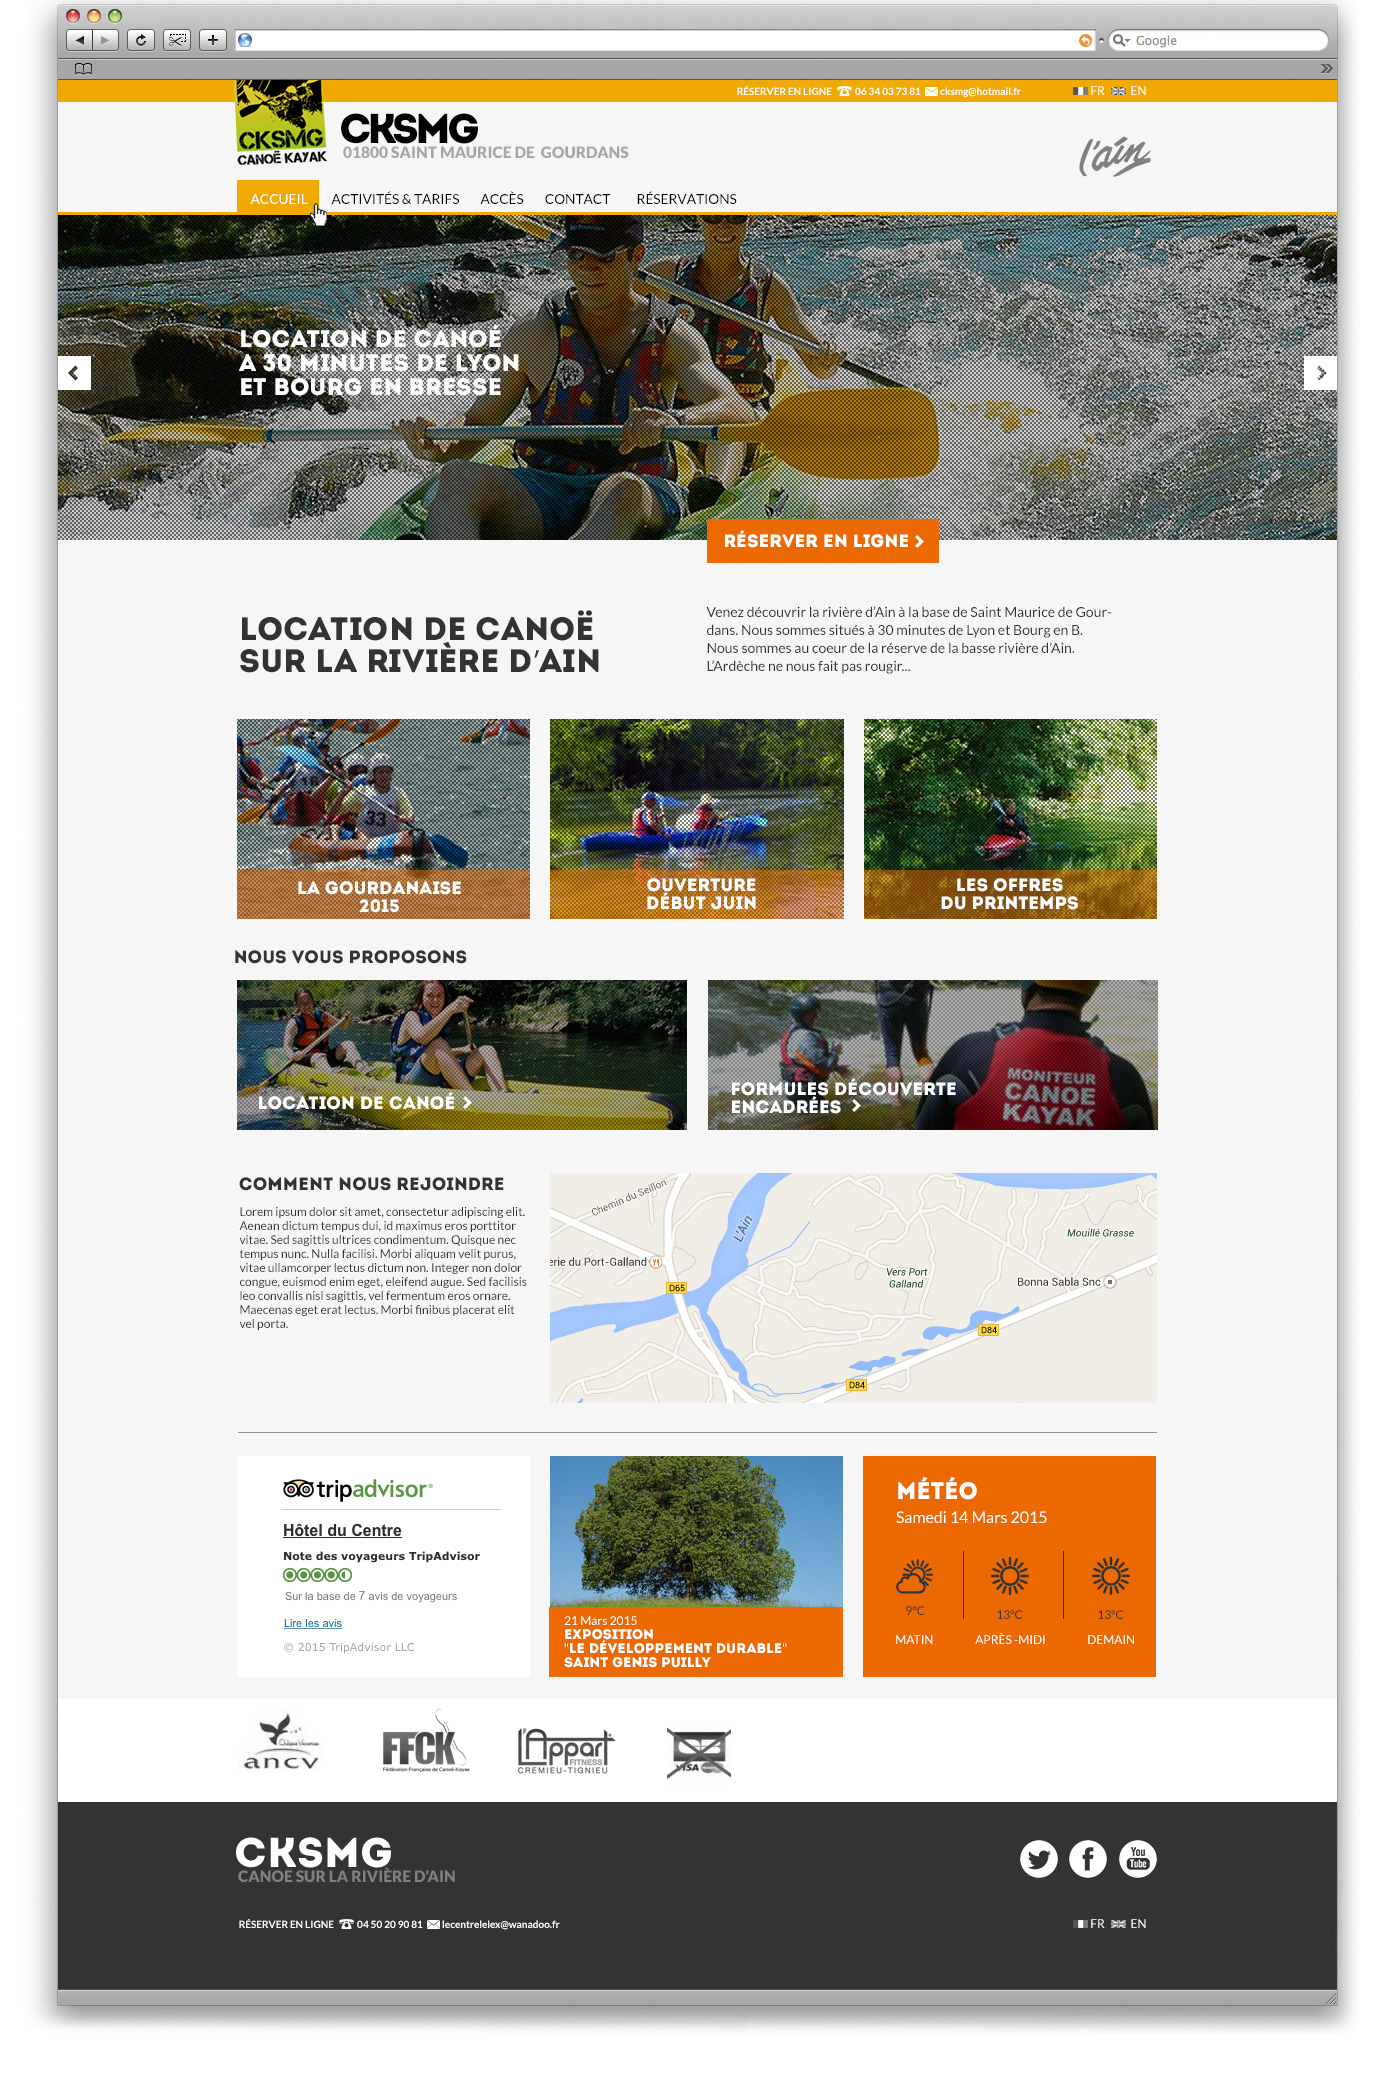 Google
RÉSERVER EN LIGNE 06 34 03 73 81 cksmg@hotmail.fr
FR EN
CKSMG
CANOË KAYAK
CKSMG
01800 SAINT MAURICE DE GOURDANS
l'ain
ACCUEIL ACTIVITÉS & TARIFS ACCÈS CONTACT RÉSERVATIONS
LOCATION DE CANOÉ
A 30 MINUTES DE LYON
ET BOURG EN BRESSE
RÉSERVER EN LIGNE
LOCATION DE CANOË
SUR LA RIVIÈRE D'AIN
Venez découvrir la rivière d'Ain à la base de Saint Maurice de Gour-
dans. Nous sommes situés à 30 minutes de Lyon et Bourg en B.
Nous sommes au coeur de la réserve de la basse rivière d'Ain.
L'Ardèche ne nous fait pas rougir...
16
33
LA GOURDANAISE
2015
OUVERTURE
DÉBUT JUIN
LES OFFRES
DU PRINTEMPS
NOUS VOUS PROPOSONS
LOCATION DE CANOÉ
FORMULES DÉCOUVERTE
ENCADRÉES
MONITEUR
CANOE
KAYAK
COMMENT NOUS REJOINDRE
Lorem ipsum dolor sit amet, consectetur adipiscing elit.
Aenean dictum tempus dui, id maximus eros porttitor
vitae. Sed sagittis ultrices condimentum. Quisque nec
tempus nunc. Nulla facilisi. Morbi aliquam velit purus,
vitae ullamcorper lectus dictum non. Integer non dolor
congue, euismod enim eget, eleifend augue. Sed facilisis
leo convallis nisl sagittis, vel fermentum eros ornare.
Maecenas eget erat lectus. Morbi finibus placerat elit
vel porta.
Chemin du Seillon
L'Ain
Mouillé Grasse
erie du Port-Galland
Vers Port
Galland
Bonna Sabla Snc
D65
D84
D84
tripadvisor®
Hôtel du Centre
Note des voyageurs TripAdvisor
Sur la base de 7 avis de voyageurs
Lire les avis
© 2015 TripAdvisor LLC
21 Mars 2015
EXPOSITION
"LE DÉVELOPPEMENT DURABLE"
SAINT GENIS PUILLY
MÉTÉO
Samedi 14 Mars 2015
9°C 13°C 13°C
MATIN APRÈS-MIDI DEMAIN
ancv
FFCK
Fédération Française de Canoë-Kayak
L'Appart
FITNESS
CREMIEU-TIGNIEU
VISA
CKSMG
CANOE SUR LA RIVIÈRE D'AIN
You
Tube
RÉSERVER EN LIGNE 04 50 20 90 81 lecentrelelex@wanadoo.fr
FR EN